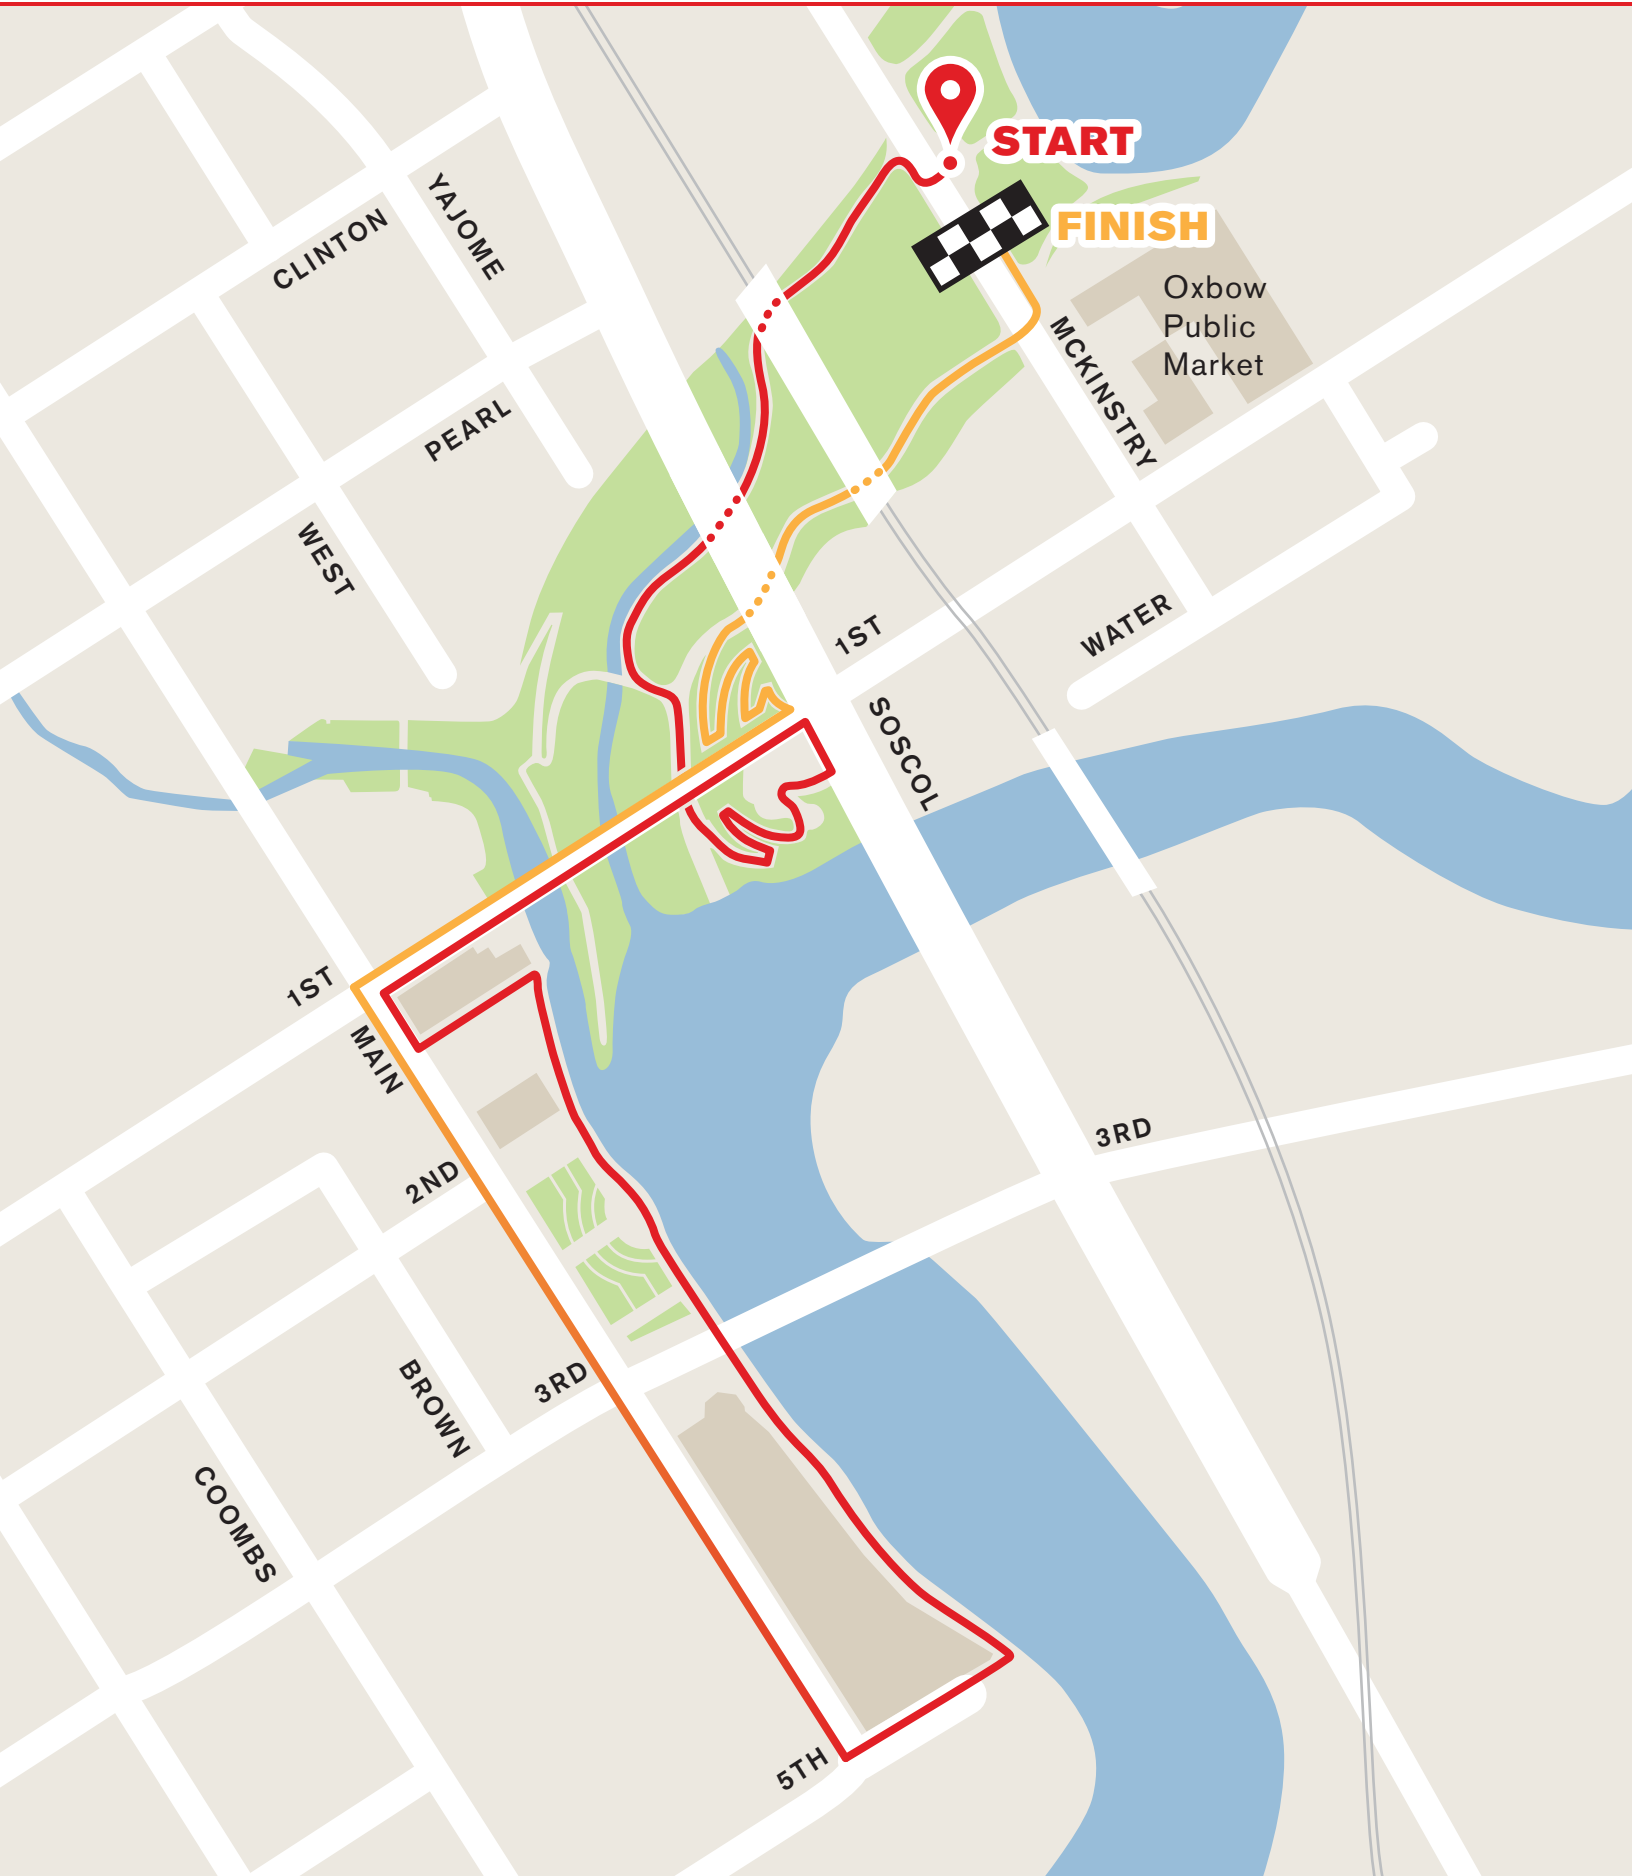 START
YAJOME
CLINTON
FINISH
Oxbow
Public
Market
MCKINSTRY
PEARL
WEST
1ST
WATER
SOSCOL
1ST
MAIN
3RD
2ND
3RD
BROWN
COOMBS
5TH